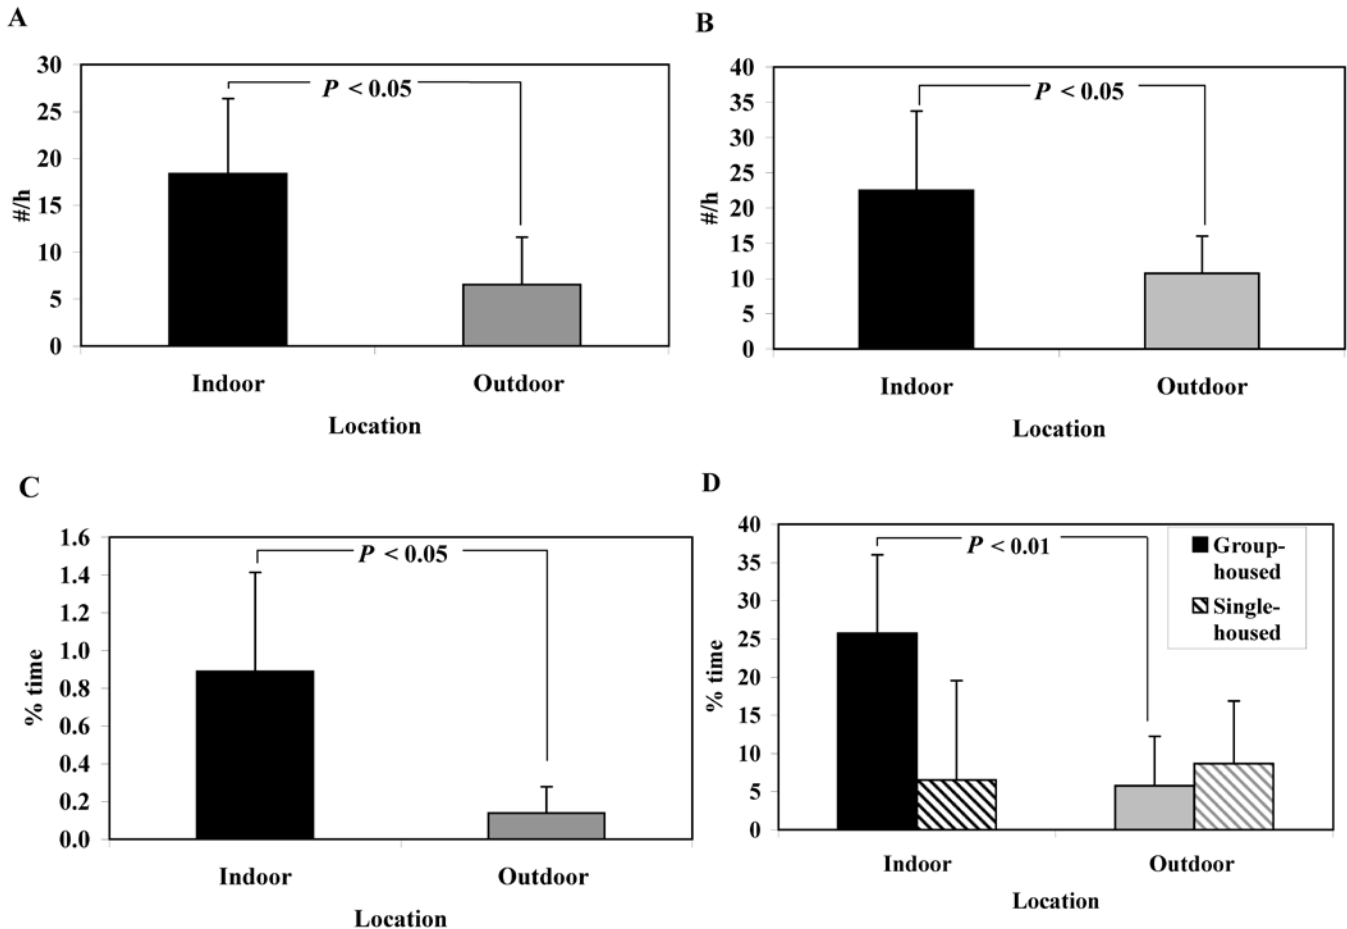 A
30
25
20
15
10
5
0
#/h
P < 0.05
Indoor
Outdoor
Location
B
40
35
30
25
20
15
10
5
0
#/h
P < 0.05
Indoor
Outdoor
Location
C
1.6
1.4
1.2
1.0
0.8
0.6
0.4
0.2
0.0
% time
P < 0.05
Indoor
Outdoor
Location
D
40
35
30
25
20
15
10
5
0
% time
P < 0.01
Group-
housed
Single-
housed
Indoor
Outdoor
Location